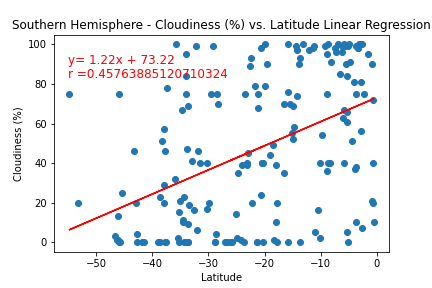 Southern Hemisphere - Cloudiness (%) vs. Latitude Linear Regression
100
y= 1.22x + 73.22
r =0.45763885120710324
80
60
Cloudiness (%)
40
20
0
−50 −40 −30 −20 −10 0
Latitude